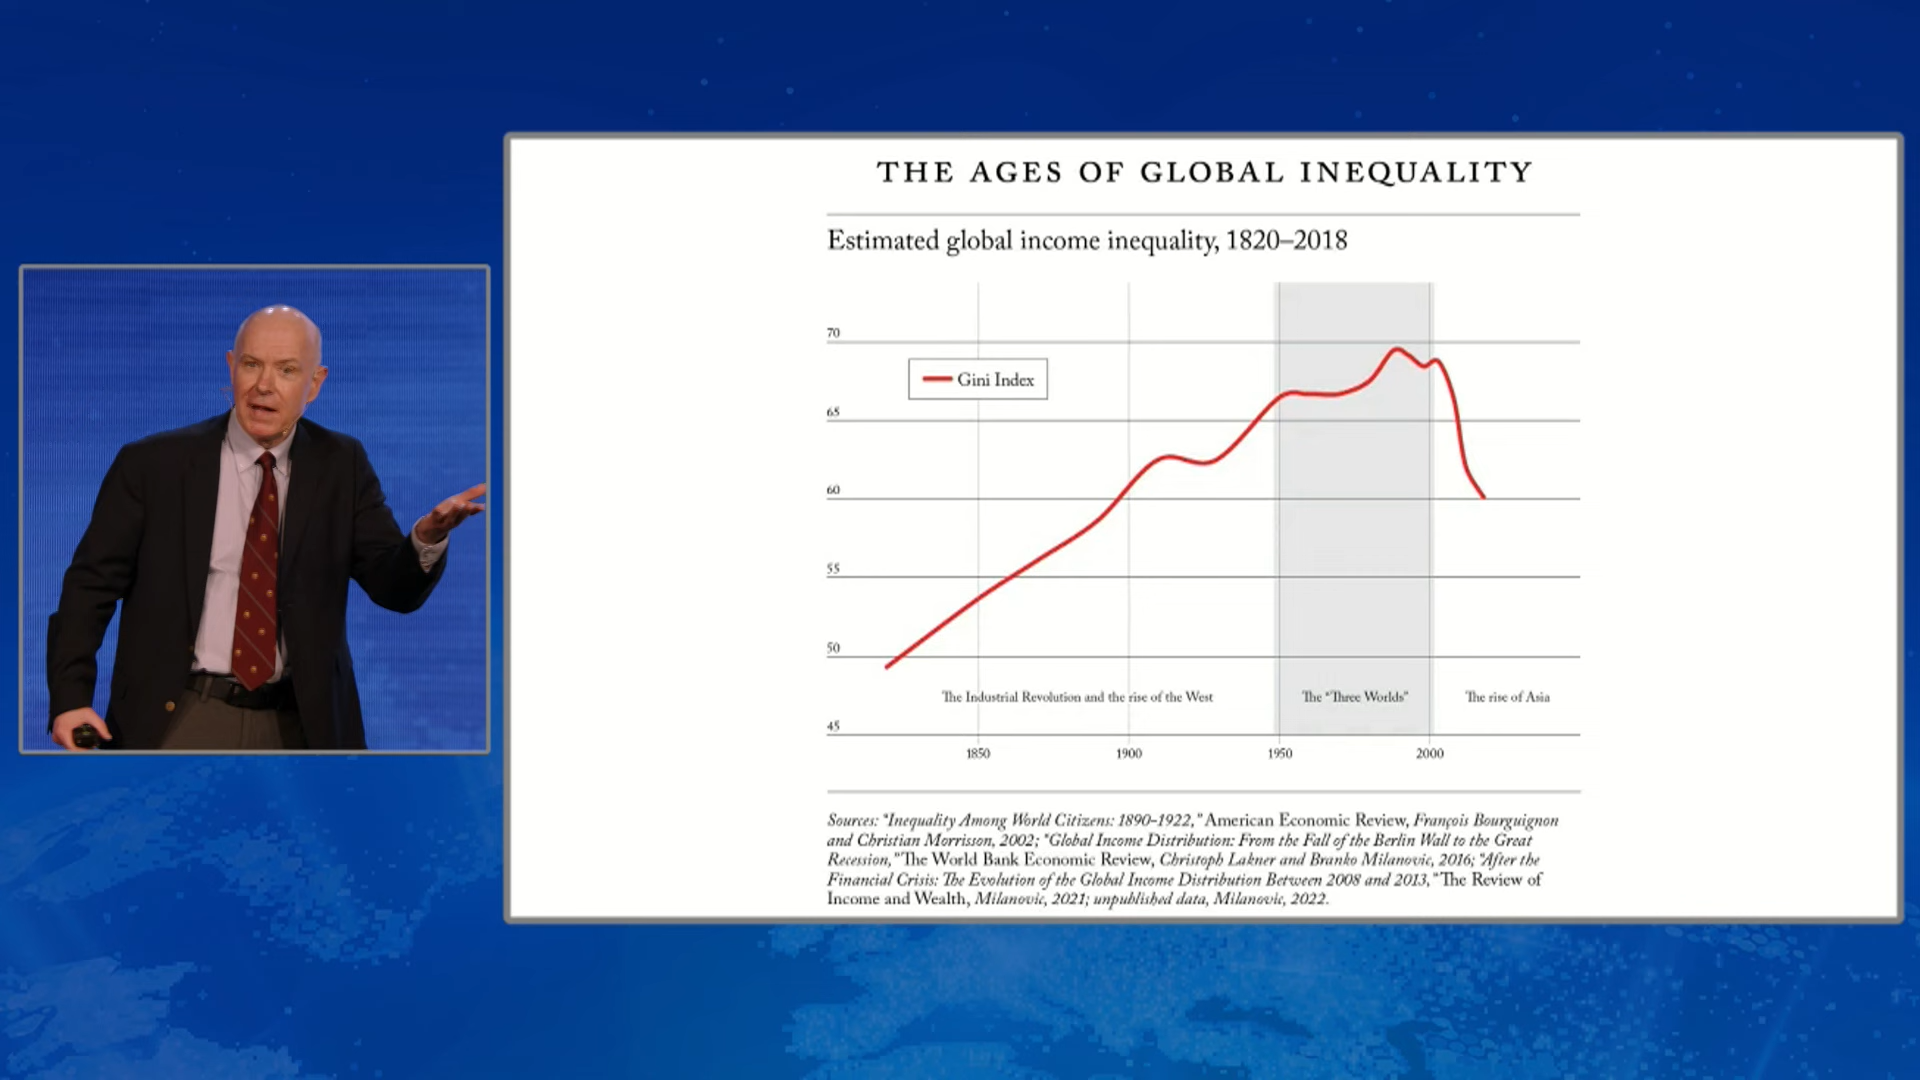 THE AGES OF GLOBAL INEQUALITY
Estimated global income inequality, 1820–2018
70
Gini Index
65
60
55
50
The Industrial Revolution and the rise of the West
The "Three Worlds"
The rise of Asia
45
1850
1900
1950
2000
Sources: "Inequality Among World Citizens: 1890–1922," American Economic Review, François Bourguignon
and Christian Morrisson, 2002; "Global Income Distribution: From the Fall of the Berlin Wall to the Great
Recession," The World Bank Economic Review, Christoph Lakner and Branko Milanovic, 2016; "After the
Financial Crisis: The Evolution of the Global Income Distribution Between 2008 and 2013," The Review of
Income and Wealth, Milanovic, 2021; unpublished data, Milanovic, 2022.